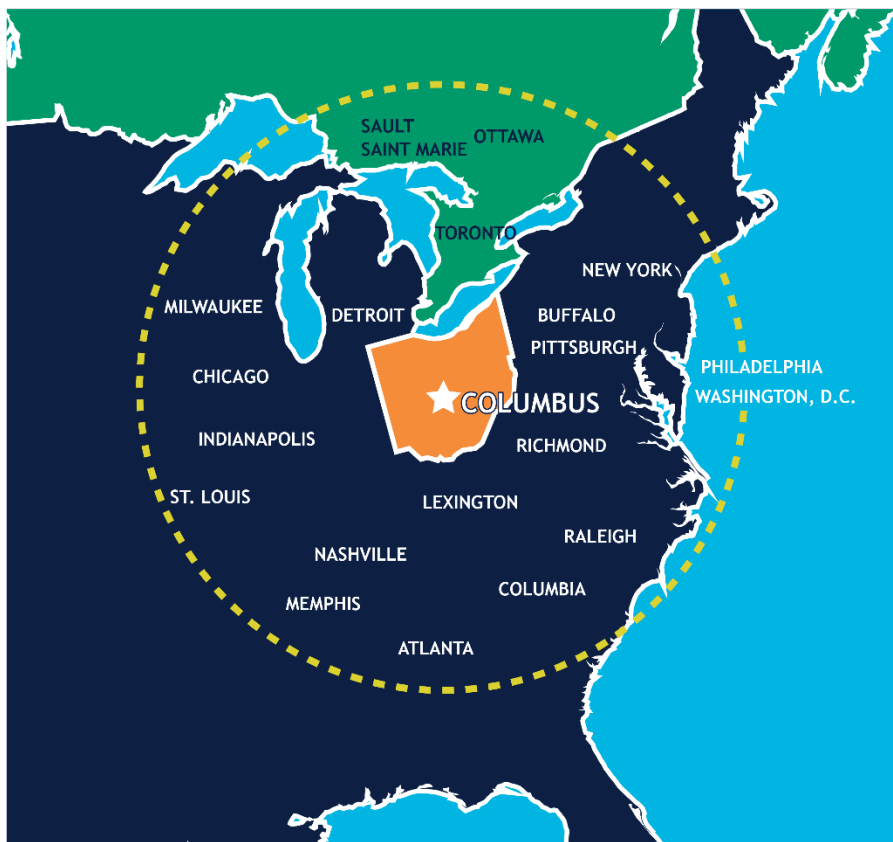 SAULT
SAINT MARIE
OTTAWA
TORONTO
NEW YORK
MILWAUKEE
DETROIT
BUFFALO
PITTSBURGH
CHICAGO
PHILADELPHIA
COLUMBUS
WASHINGTON, D.C.
INDIANAPOLIS
RICHMOND
ST. LOUIS
LEXINGTON
RALEIGH
NASHVILLE
COLUMBIA
MEMPHIS
ATLANTA